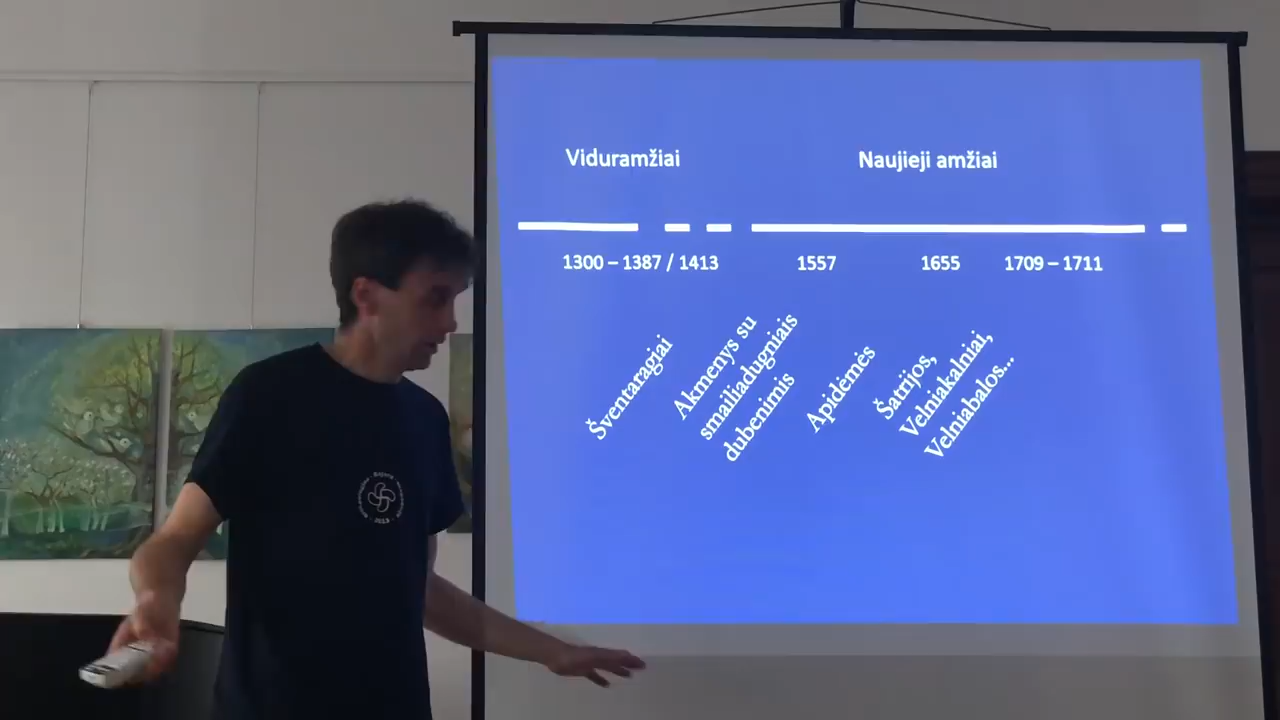 Viduramžiai
Naujieji amžiai
1300 – 1387 / 1413
1557
1655
1709 – 1711
Šventaragiai
Akmenys su
smailiadugniais
dubenimis
Apidėmės
Šatrijos,
Velniakalniai,
Velniabalos...